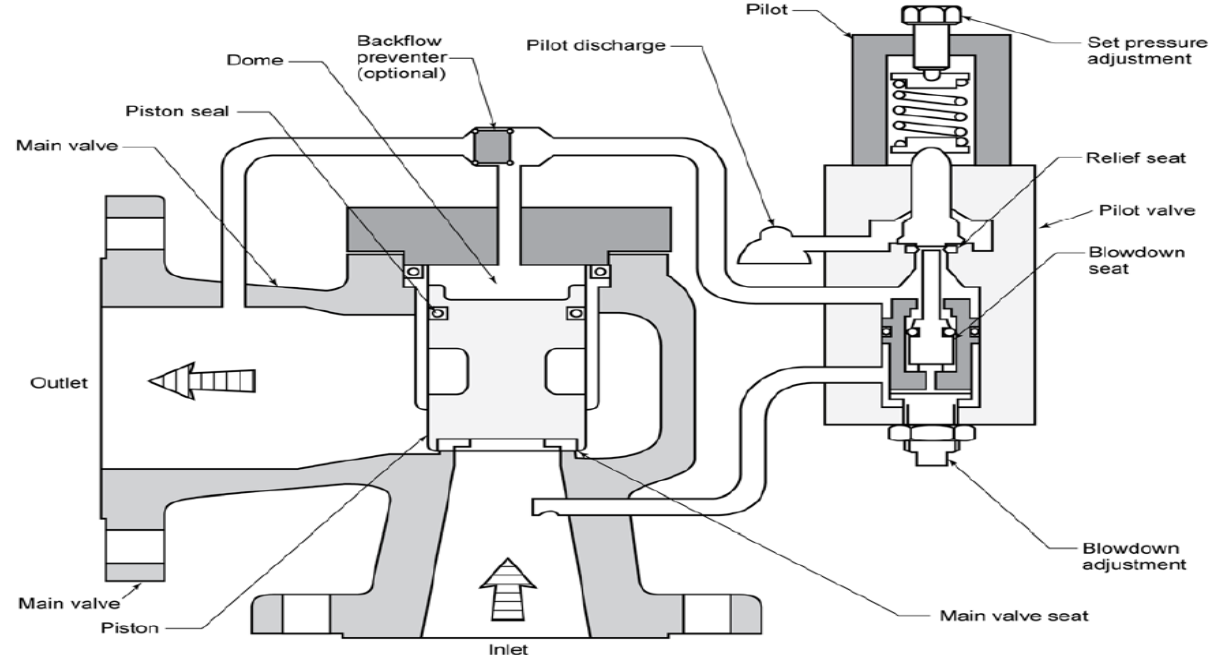 Pilot
Backflow
preventer
(optional)
Pilot discharge
Set pressure
adjustment
Dome
Piston seal
Main valve
Relief seat
Pilot valve
Blowdown
seat
Outlet
Blowdown
adjustment
Main valve
Piston
Main valve seat
Inlet